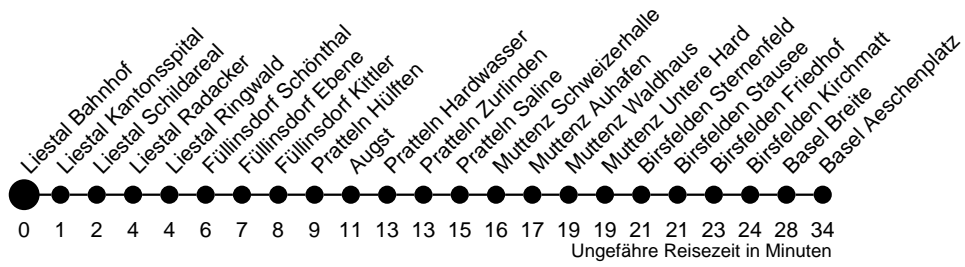 Liestal Bahnhof
Liestal Kantonsspital
Liestal Schildareal
Liestal Radacker
Liestal Ringwald
Füllinsdorf Schönthal
Füllinsdorf Ebene
Füllinsdorf Kittler
Pratteln Hülften
Augst
Pratteln Hardwasser
Pratteln Zurlinden
Pratteln Saline
Pratteln Schweizerhalle
Muttenz Auhafen
Muttenz Waldhaus
Muttenz Untere Hard
Birsfelden Sternenfeld
Birsfelden Stausee
Birsfelden Friedhof
Birsfelden Kirchmatt
Basel Breite
Basel Aeschenplatz
0 1 2 4 4 6 7 8 9 11 13 13 15 16 17 19 19 21 21 23 24 28 34
Ungefähre Reisezeit in Minuten